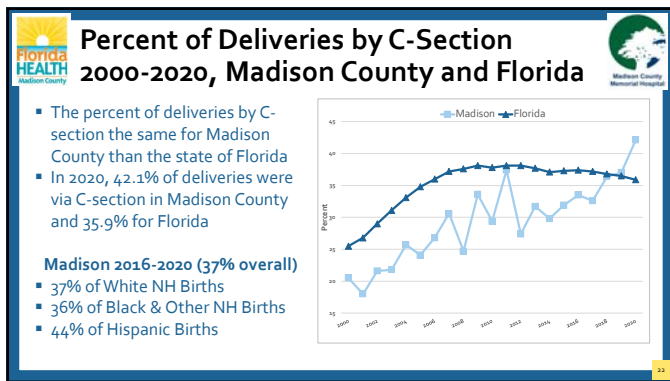 Florida
HEALTH
Madison County
Percent of Deliveries by C-Section
2000-2020, Madison County and Florida
Madison County
Memorial Hospital
▪ The percent of deliveries by C-
section the same for Madison
County than the state of Florida
▪ In 2020, 42.1% of deliveries were
via C-section in Madison County
and 35.9% for Florida
Madison 2016-2020 (37% overall)
▪ 37% of White NH Births
▪ 36% of Black & Other NH Births
▪ 44% of Hispanic Births
Madison Florida
45
40
35
30
25
20
15
Percent
2000 2002 2004 2006 2008 2010 2012 2014 2016 2018 2020
22